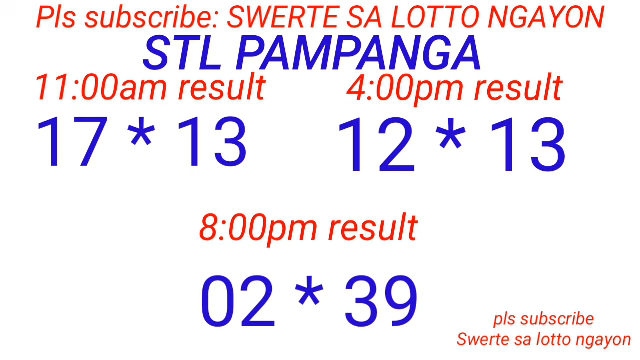 Pls subscribe: SWERTE SA LOTTO NGAYON
STL PAMPANGA
11:00am result
17 * 13
4:00pm result
12 * 13
8:00pm result
02 * 39
pls subscribe
Swerte sa lotto ngayon